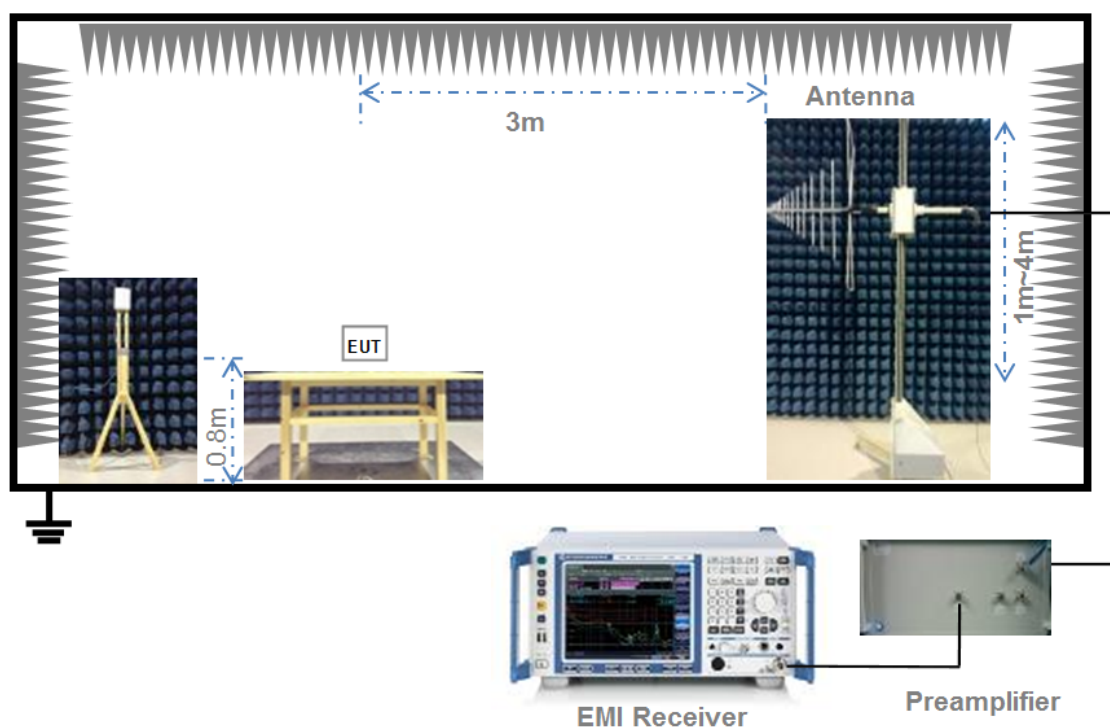 Antenna
3m
1m~4m
EUT
0.8m
EMI Receiver
Preamplifier